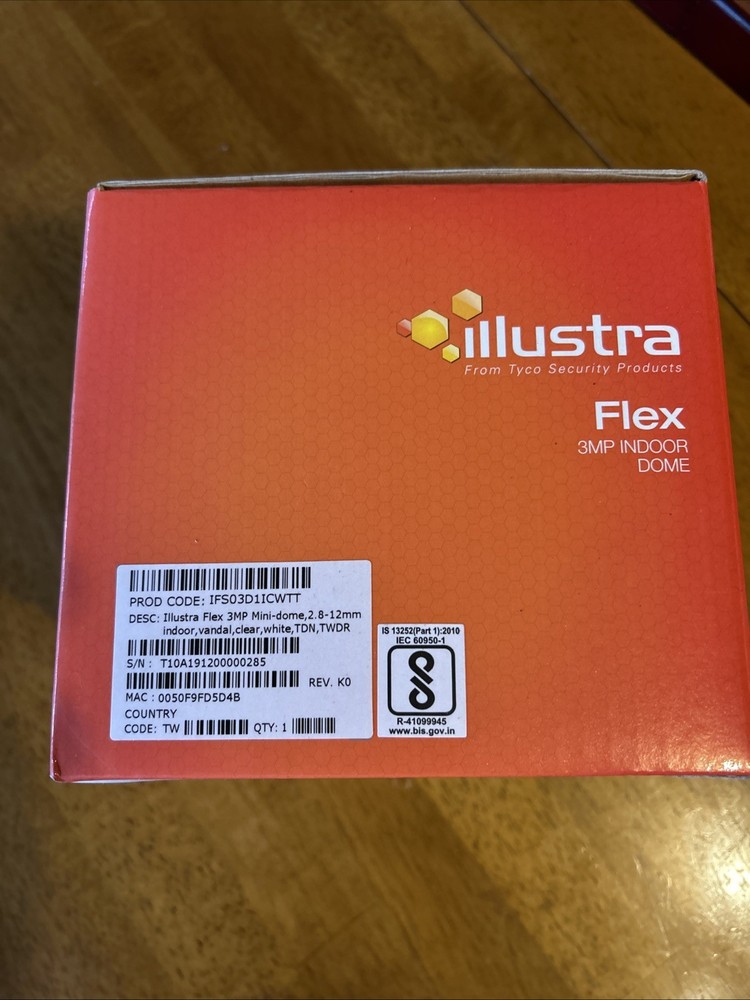 illustra
From Tyco Security Products
Flex
3MP INDOOR
DOME
PROD CODE: IFS03D1ICWTT
DESC: Illustra Flex 3MP Mini-dome,2.8-12mm
indoor,vandal,clear,white,TDN,TWDR
S/N : T10A191200000285
REV. K0
MAC : 0050F9FD5D4B
COUNTRY
CODE: TW QTY: 1
IS 13252(Part 1):2010
IEC 60950-1
R-41099945
www.bis.gov.in